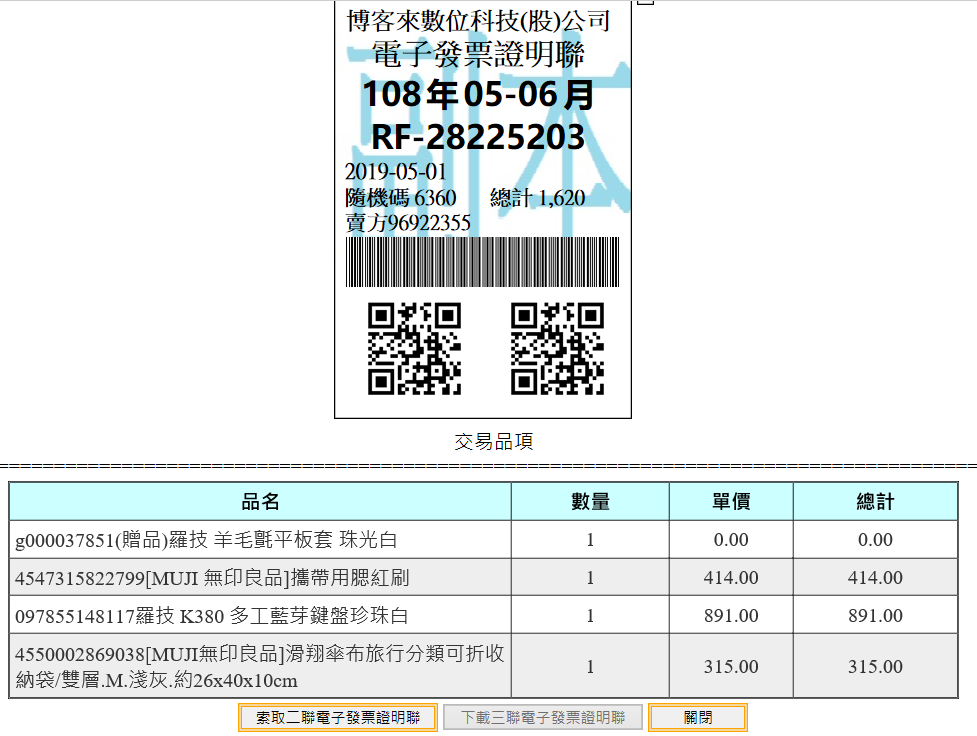 博客來數位科技(股)公司
電子發票證明聯
副本
108年05-06月
RF-28225203
2019-05-01
隨機碼 6360 總計 1,620
賣方96922355
交易品項
品名 數量 單價 總計
g000037851(贈品)羅技 羊毛氈平板套 珠光白 1 0.00 0.00
4547315822799[MUJI 無印良品]攜帶用腮紅刷 1 414.00 414.00
097855148117羅技 K380 多工藍芽鍵盤珍珠白 1 891.00 891.00
4550002869038[MUJI無印良品]滑翔傘布旅行分類可折收
納袋/雙層.M.淺灰.約26x40x10cm 1 315.00 315.00
索取二聯電子發票證明聯 下載三聯電子發票證明聯 關閉